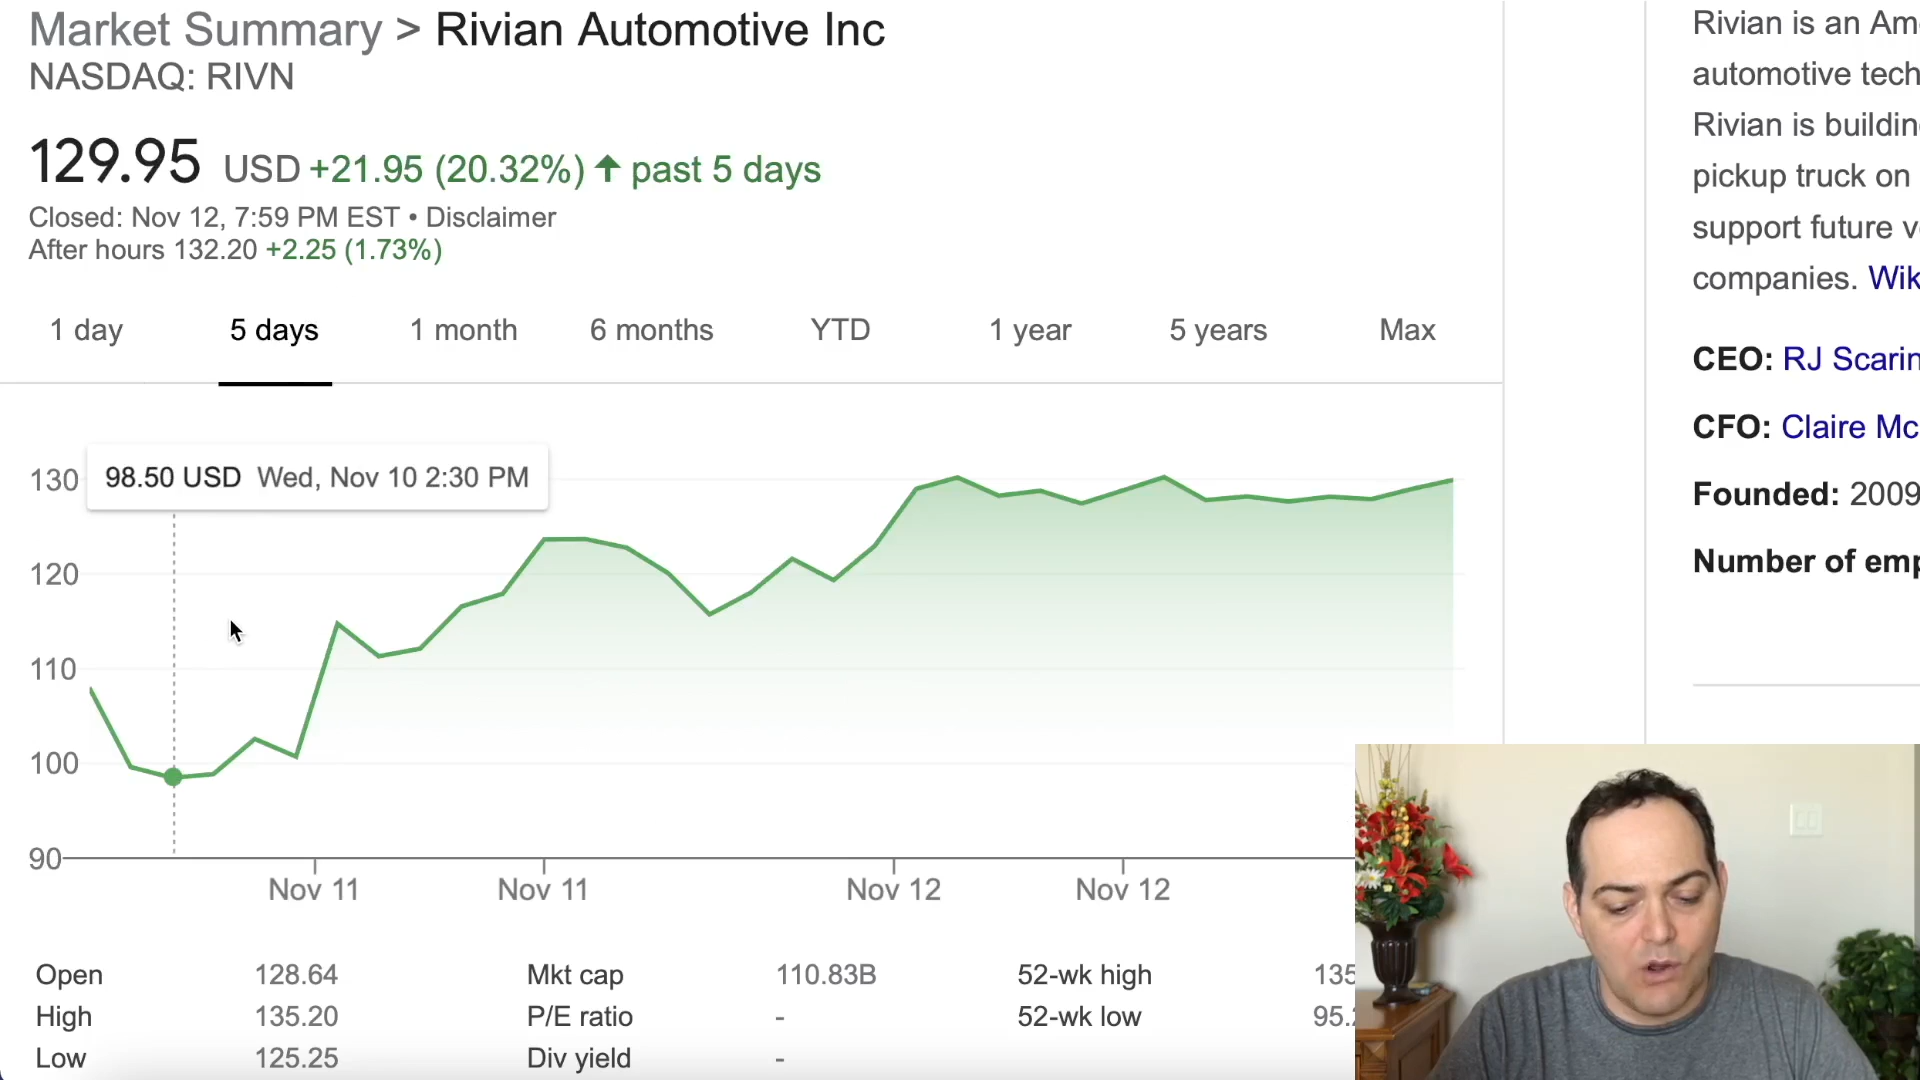 Market Summary > Rivian Automotive Inc
NASDAQ: RIVN
129.95 USD +21.95 (20.32%) ↑ past 5 days
Closed: Nov 12, 7:59 PM EST • Disclaimer
After hours 132.20 +2.25 (1.73%)
1 day 5 days 1 month 6 months YTD 1 year 5 years Max
98.50 USD Wed, Nov 10 2:30 PM
130
120
110
100
90
Nov 11 Nov 11 Nov 12 Nov 12
Open 128.64 Mkt cap 110.83B 52-wk high 135
High 135.20 P/E ratio - 52-wk low 95.
Low 125.25 Div yield -
Rivian is an Am
automotive tech
Rivian is buildin
pickup truck on
support future v
companies. Wik
CEO: RJ Scarin
CFO: Claire Mc
Founded: 2009
Number of emp